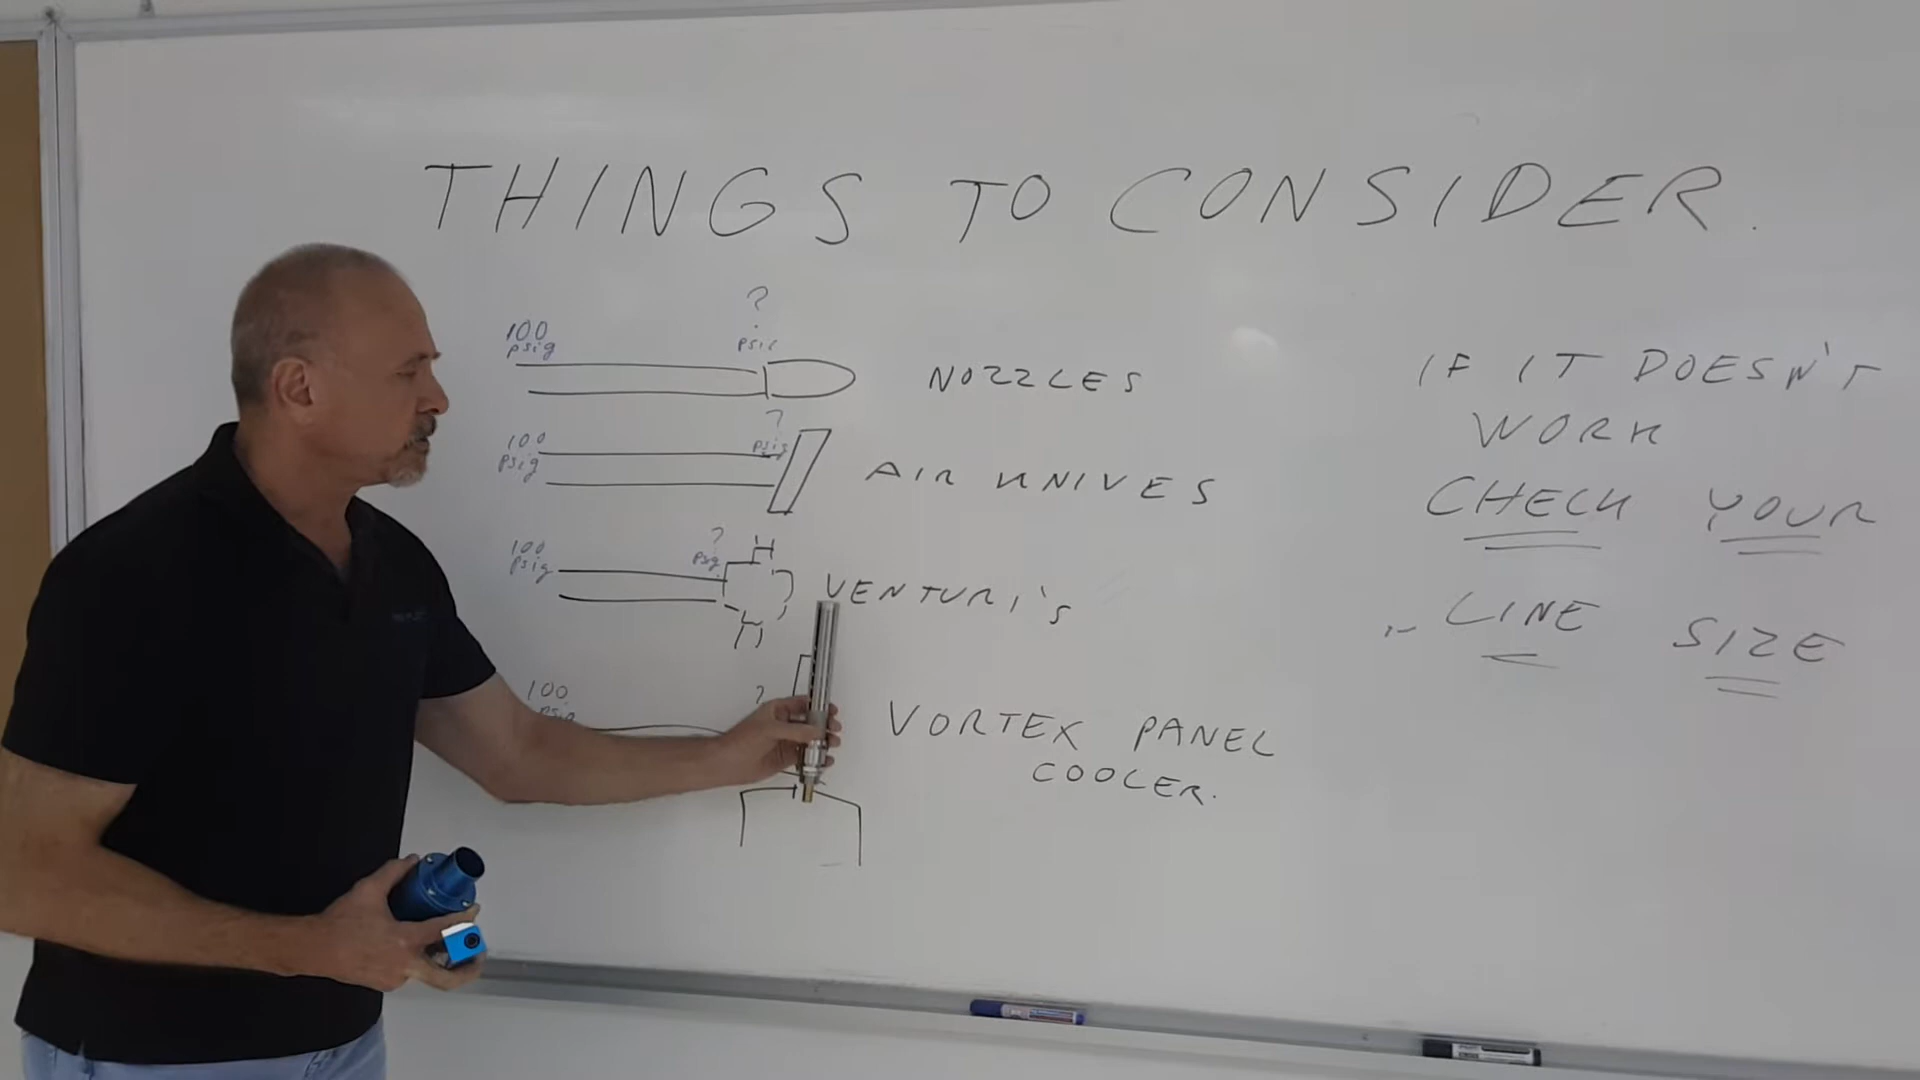 THINGS TO CONSIDER.
100
psig
?
NOZZLES
100
psig
?
psig
AIR KNIVES
100
psig
?
psig
VENTURI'S
100
psig
?
VORTEX PANEL
COOLER.
IF IT DOESN'T
WORK
CHECK YOUR
LINE SIZE